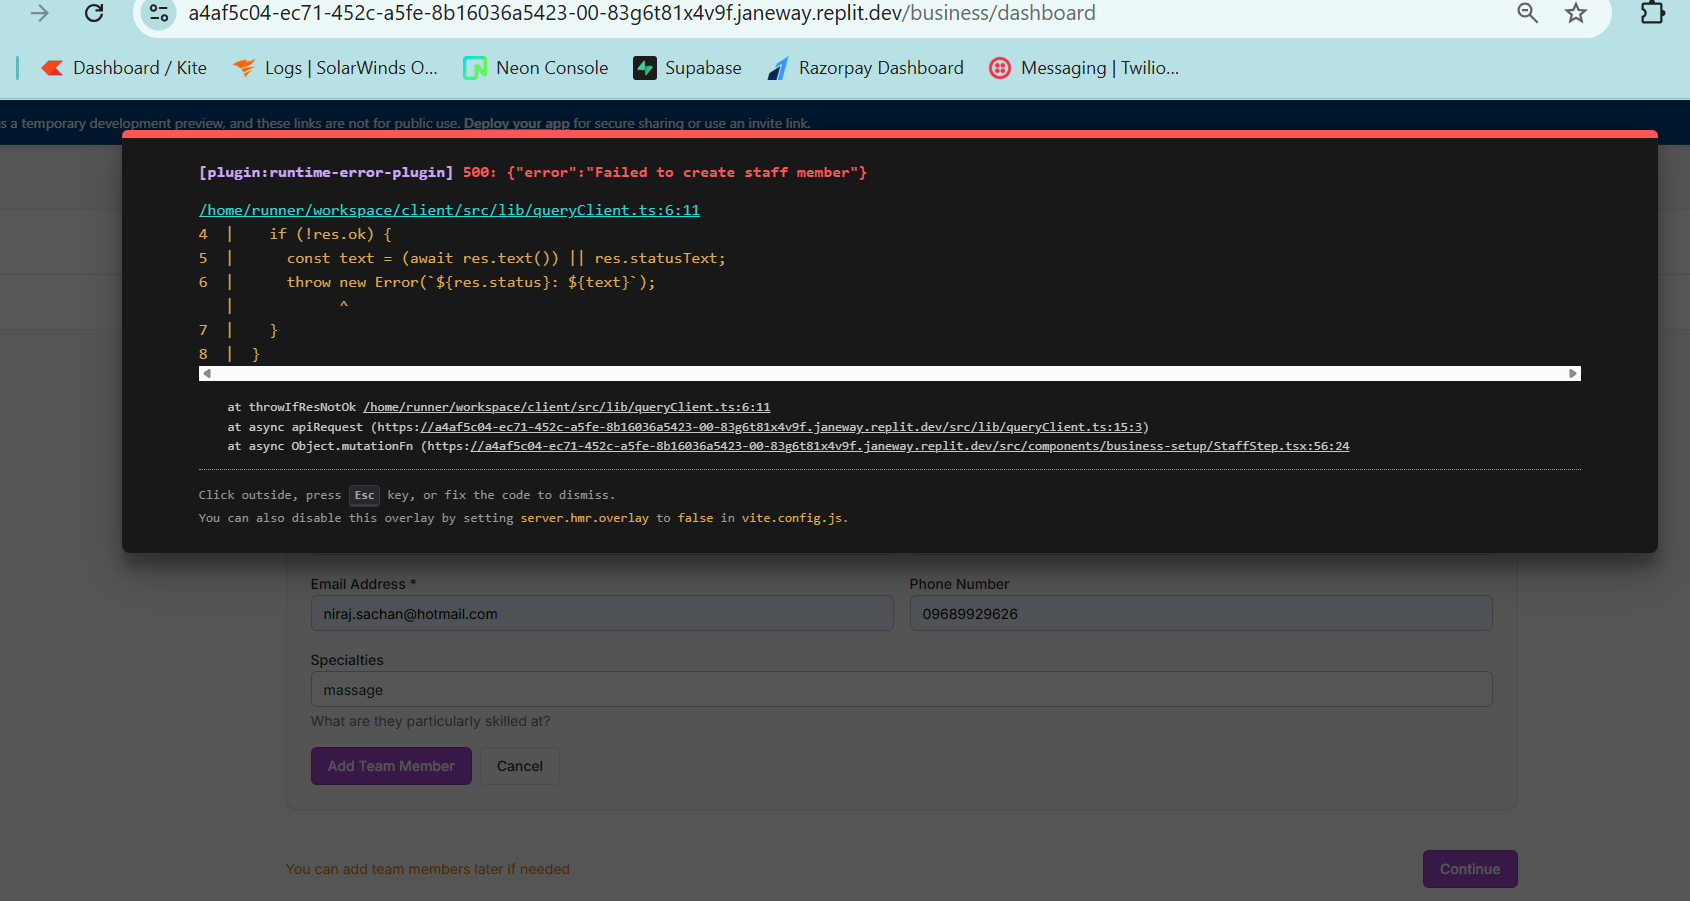 a4af5c04-ec71-452c-a5fe-8b16036a5423-00-83g6t81x4v9f.janeway.replit.dev/business/dashboard
Dashboard / Kite
Logs | SolarWinds O...
Neon Console
Supabase
Razorpay Dashboard
Messaging | Twilio...
s a temporary development preview, and these links are not for public use. Deploy your app for secure sharing or use an invite link.
[plugin:runtime-error-plugin] 500: {"error":"Failed to create staff member"}
/home/runner/workspace/client/src/lib/queryClient.ts:6:11
4 | if (!res.ok) {
5 | const text = (await res.text()) || res.statusText;
6 | throw new Error(`${res.status}: ${text}`);
| ^
7 | }
8 | }
at throwIfResNotOk /home/runner/workspace/client/src/lib/queryClient.ts:6:11
at async apiRequest (https://a4af5c04-ec71-452c-a5fe-8b16036a5423-00-83g6t81x4v9f.janeway.replit.dev/src/lib/queryClient.ts:15:3)
at async Object.mutationFn (https://a4af5c04-ec71-452c-a5fe-8b16036a5423-00-83g6t81x4v9f.janeway.replit.dev/src/components/business-setup/StaffStep.tsx:56:24
Click outside, press Esc key, or fix the code to dismiss.
You can also disable this overlay by setting server.hmr.overlay to false in vite.config.js.
Email Address *
Phone Number
niraj.sachan@hotmail.com
09689929626
Specialties
massage
What are they particularly skilled at?
Add Team Member
Cancel
You can add team members later if needed
Continue